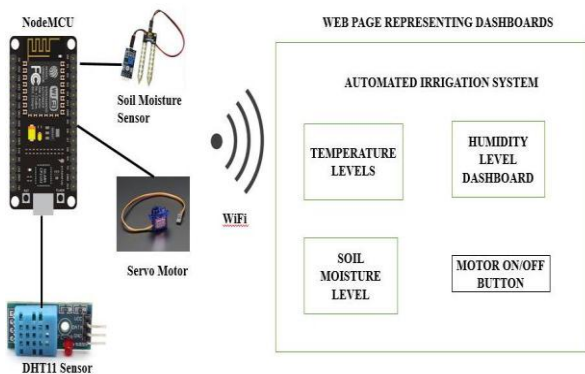 NodeMCU
Soil Moisture
Sensor
Servo Motor
DHT11 Sensor
WiFi
WEB PAGE REPRESENTING DASHBOARDS
AUTOMATED IRRIGATION SYSTEM
TEMPERATURE
LEVELS
HUMIDITY
LEVEL
DASHBOARD
SOIL
MOISTURE
LEVEL
MOTOR ON/OFF
BUTTON